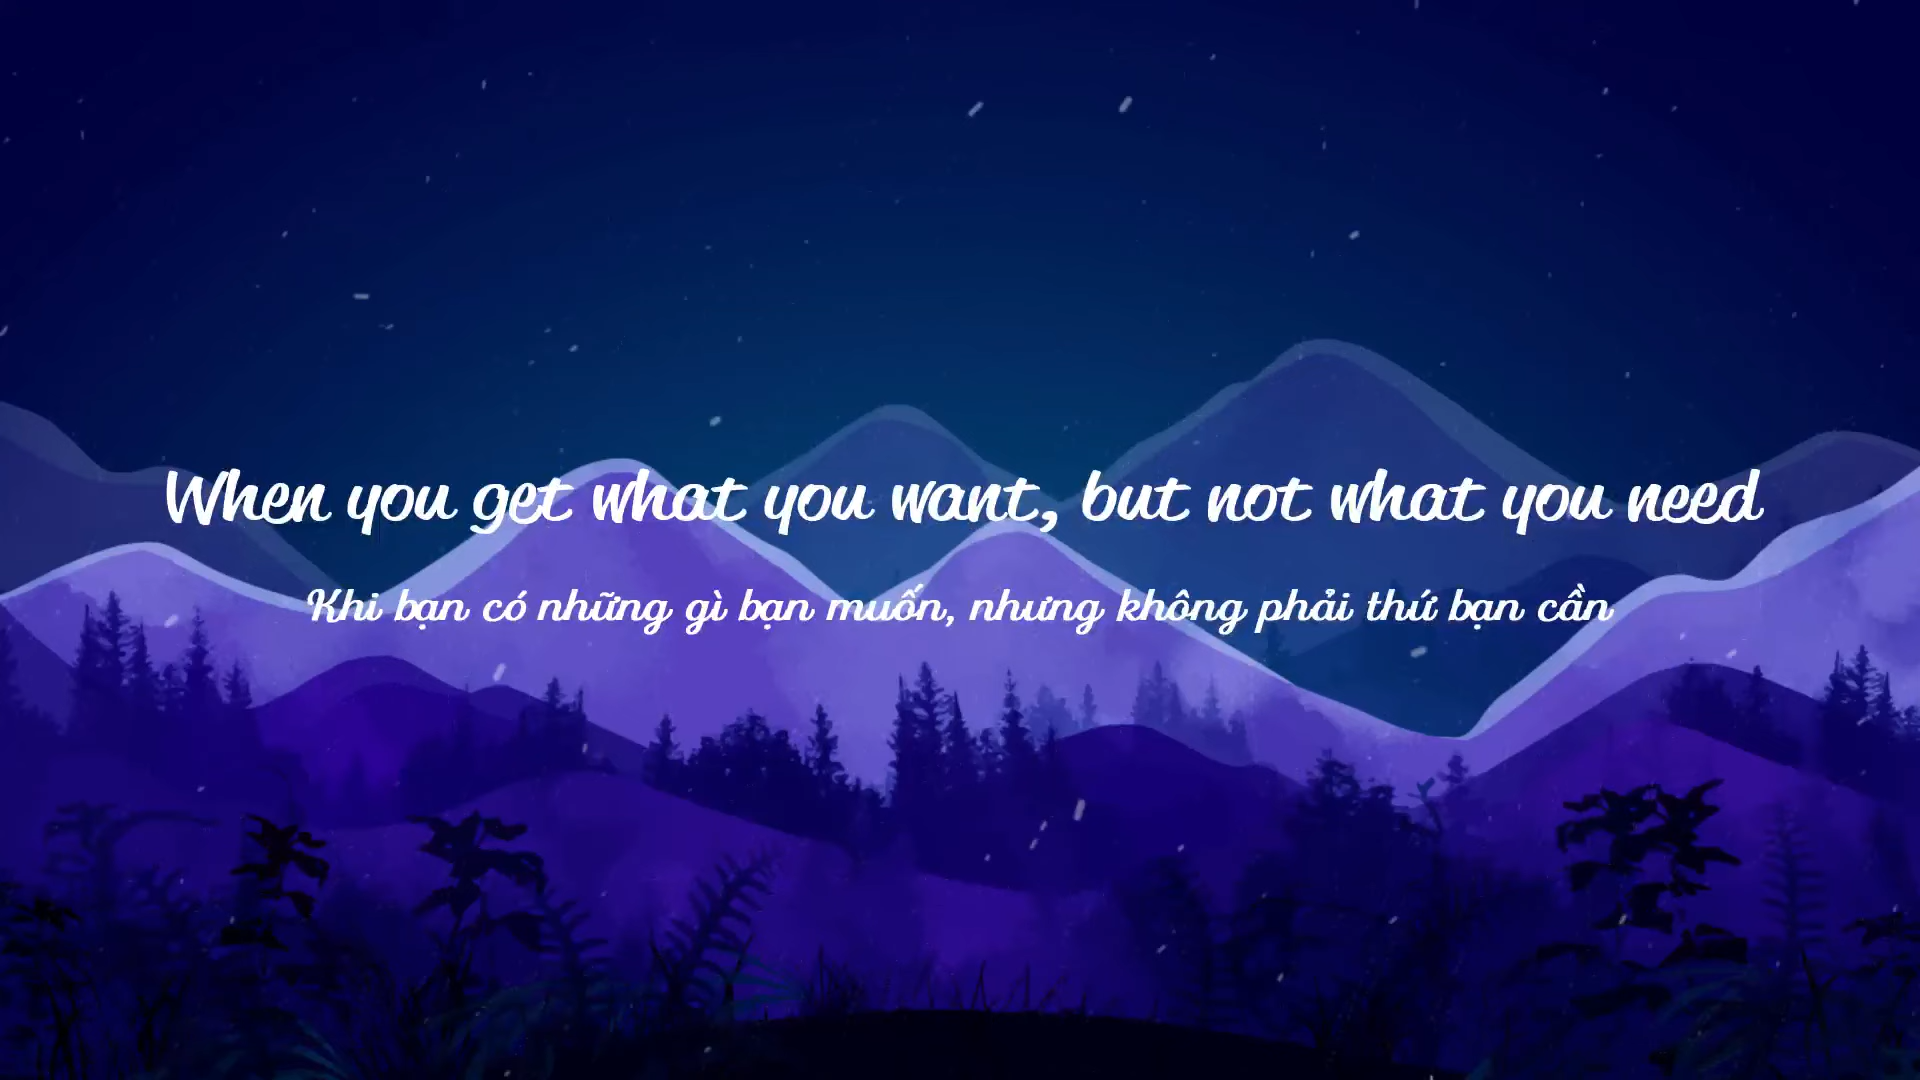 When you get what you want, but not what you need
Khi bạn có những gì bạn muốn, nhưng không phải thứ bạn cần